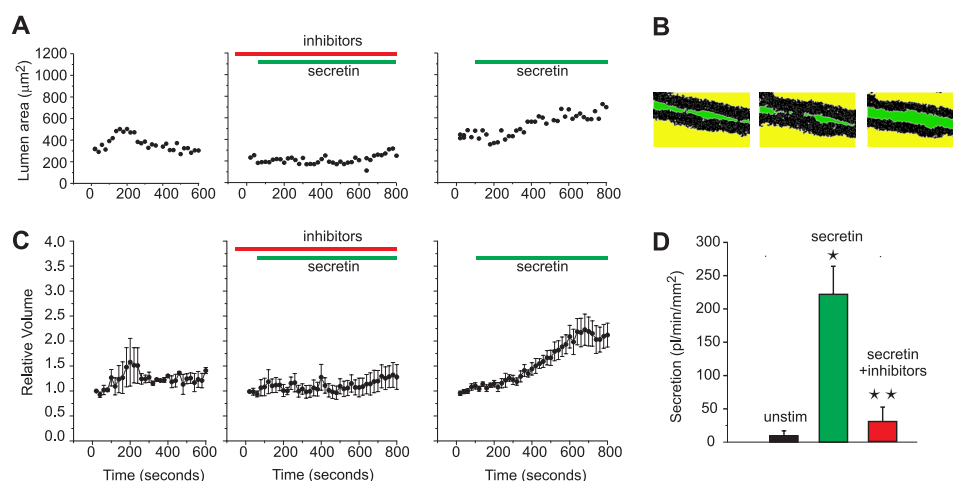 A
B
inhibitors
secretin
secretin
Lumen area (μm²)
1200
1000
800
600
400
200
0
0 200 400 600
0 200 400 600 800
0 200 400 600 800
C
D
inhibitors
secretin
secretin
Relative Volume
4.0
3.5
3.0
2.5
2.0
1.5
1.0
0.5
0.0
0 200 400 600
0 200 400 600 800
0 200 400 600 800
Time (seconds)
Time (seconds)
Time (seconds)
Secretion (pl/min/mm²)
300
250
200
150
100
50
0
secretin
★
secretin
+inhibitors
★ ★
unstim